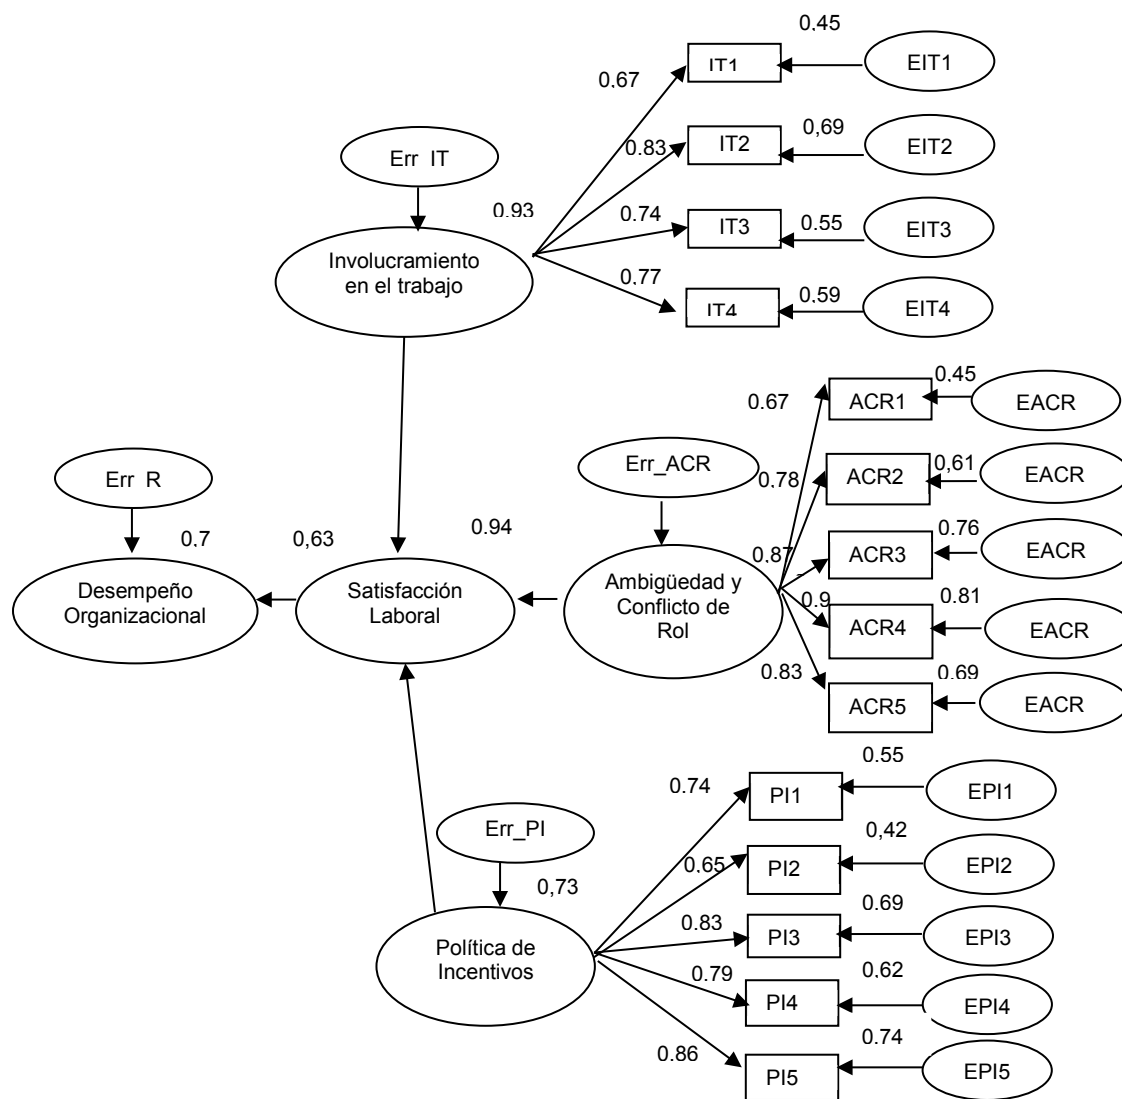 0,45
IT1
EIT1
0.67
0,69
IT2
EIT2
0.83
Err IT
0.93
0.74
IT3
0.55
EIT3
Involucramiento
en el trabajo
0.77
IT4
0.59
EIT4
0.45
0.67
ACR1
EACR
Err_ACR
0.78
ACR2
0,61
EACR
Err R
0.7
0,63
0.94
0.87
ACR3
0.76
EACR
Desempeño
Organizacional
Satisfacción
Laboral
Ambigüedad y
Conflicto de
Rol
0.9
ACR4
0.81
EACR
0.83
ACR5
0.69
EACR
0.55
0.74
PI1
EPI1
Err_PI
0,42
0.65
PI2
EPI2
0,73
0.69
0.83
PI3
EPI3
Política de
Incentivos
0.62
0.79
PI4
EPI4
0.74
0.86
PI5
EPI5